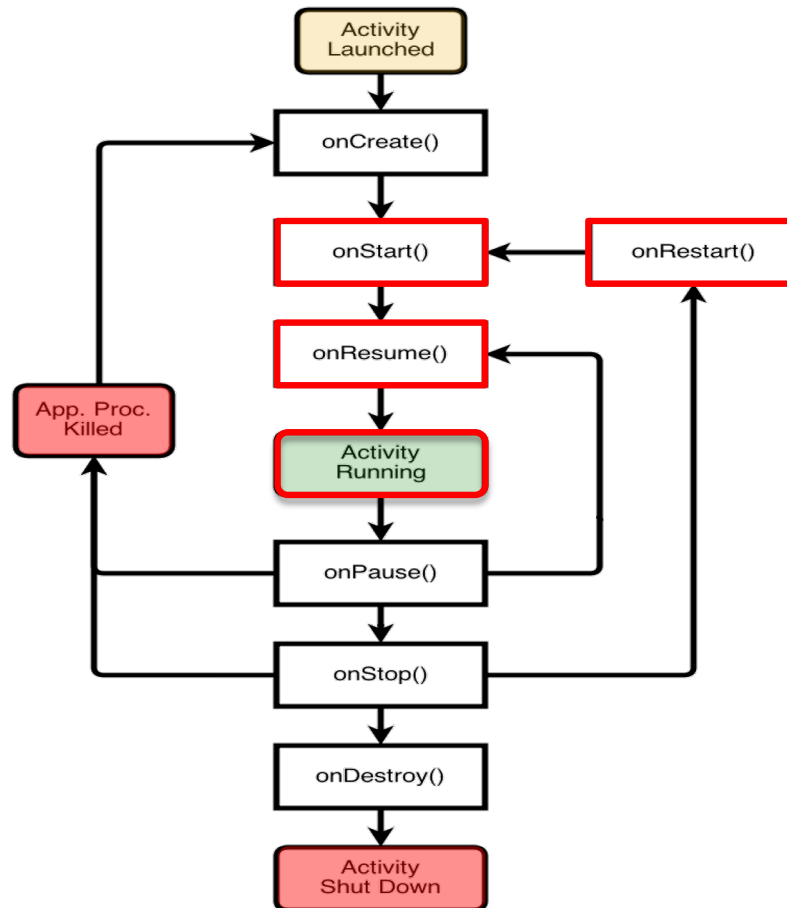 Activity
Launched
onCreate()
onStart()
onRestart()
onResume()
App. Proc.
Killed
Activity
Running
onPause()
onStop()
onDestroy()
Activity
Shut Down